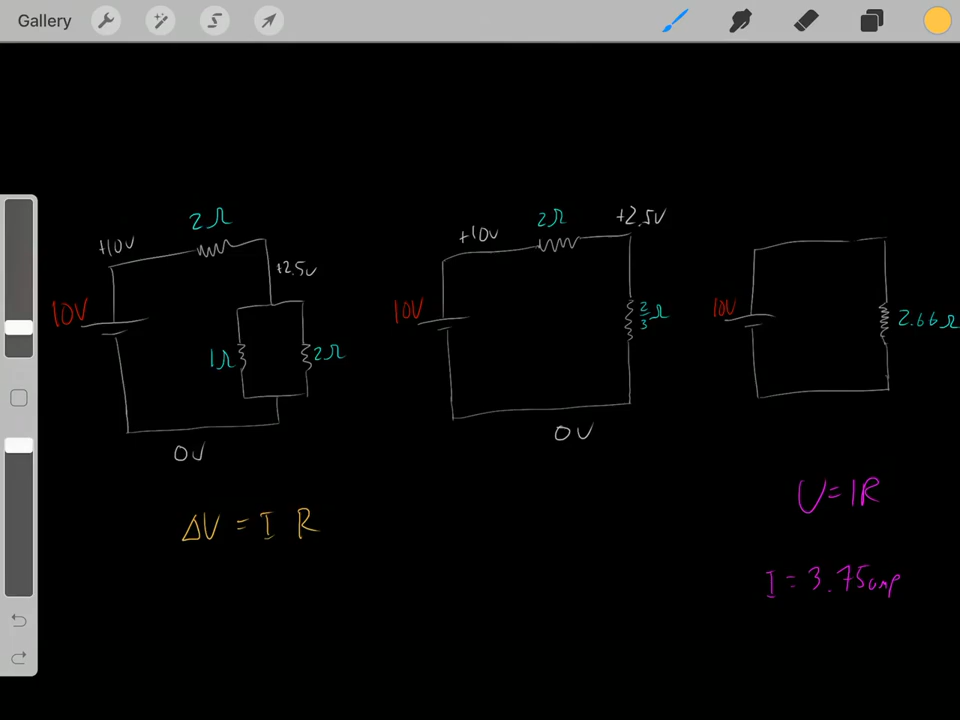 Gallery
2Ω
+10V
+2.5V
10V
1Ω
2Ω
0V
ΔV = I R
2Ω
+2.5V
+10V
10V
2/3 Ω
0V
10V
2.66Ω
V=IR
I = 3.75amp